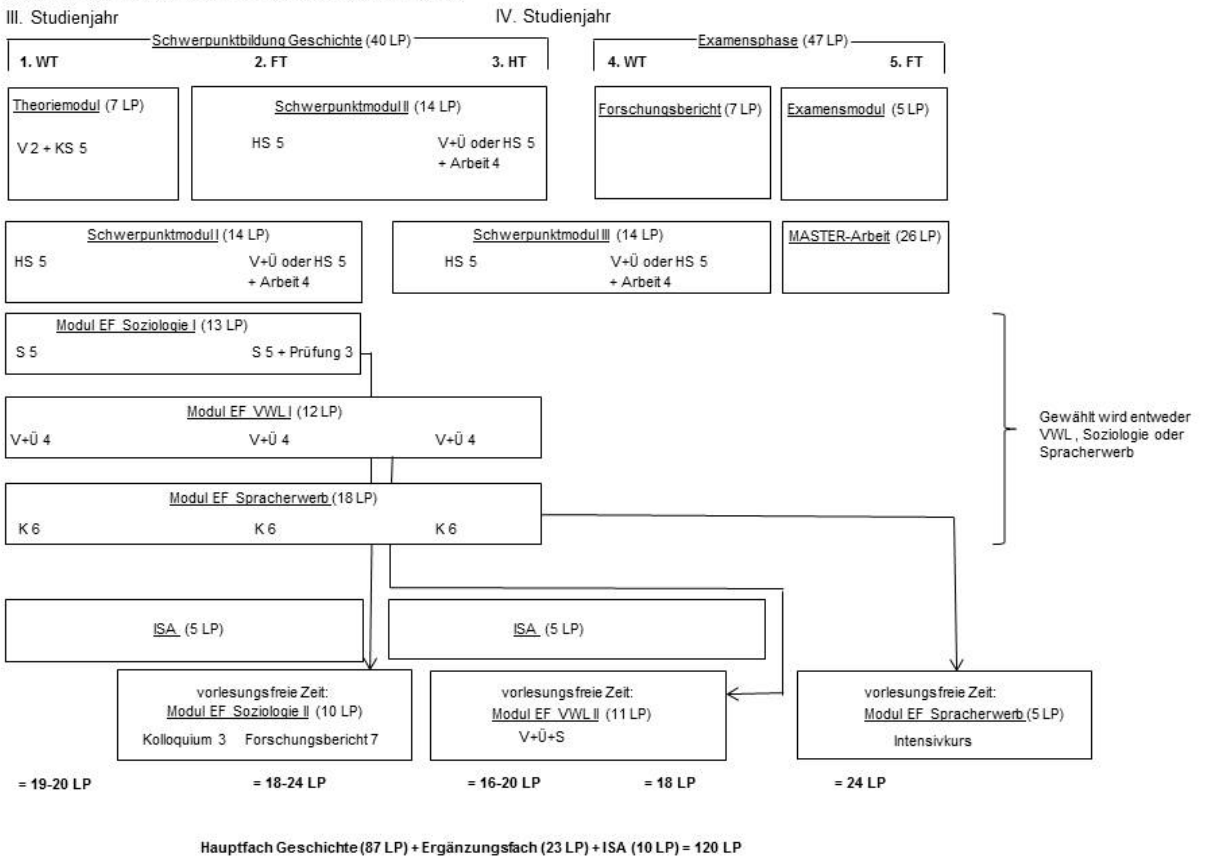 III. Studienjahr
IV. Studienjahr
Schwerpunktbildung Geschichte (40 LP)
Examensphase (47 LP)
1. WT
2. FT
3. HT
4. WT
5. FT
Theoriemodul (7 LP)
V 2 + KS 5
Schwerpunktmodul II (14 LP)
HS 5
V+Ü oder HS 5
+ Arbeit 4
Forschungsbericht (7 LP)
Examensmodul (5 LP)
Schwerpunktmodul I (14 LP)
HS 5
V+Ü oder HS 5
+ Arbeit 4
Schwerpunktmodul III (14 LP)
HS 5
V+Ü oder HS 5
+ Arbeit 4
MASTER-Arbeit (26 LP)
Modul EF Soziologie I (13 LP)
S 5
S 5 + Prüfung 3
Modul EF VWL I (12 LP)
V+Ü 4
V+Ü 4
V+Ü 4
Gewählt wird entweder
VWL , Soziologie oder
Spracherwerb
Modul EF Spracherwerb (18 LP)
K 6
K 6
K 6
ISA (5 LP)
ISA (5 LP)
vorlesungsfreie Zeit:
Modul EF Soziologie II (10 LP)
Kolloquium 3 Forschungsbericht 7
vorlesungsfreie Zeit:
Modul EF VWL II (11 LP)
V+Ü+S
vorlesungsfreie Zeit:
Modul EF Spracherwerb (5 LP)
Intensivkurs
= 19-20 LP
= 18-24 LP
= 16-20 LP
= 18 LP
= 24 LP
Hauptfach Geschichte (87 LP) + Ergänzungsfach (23 LP) + ISA (10 LP) = 120 LP